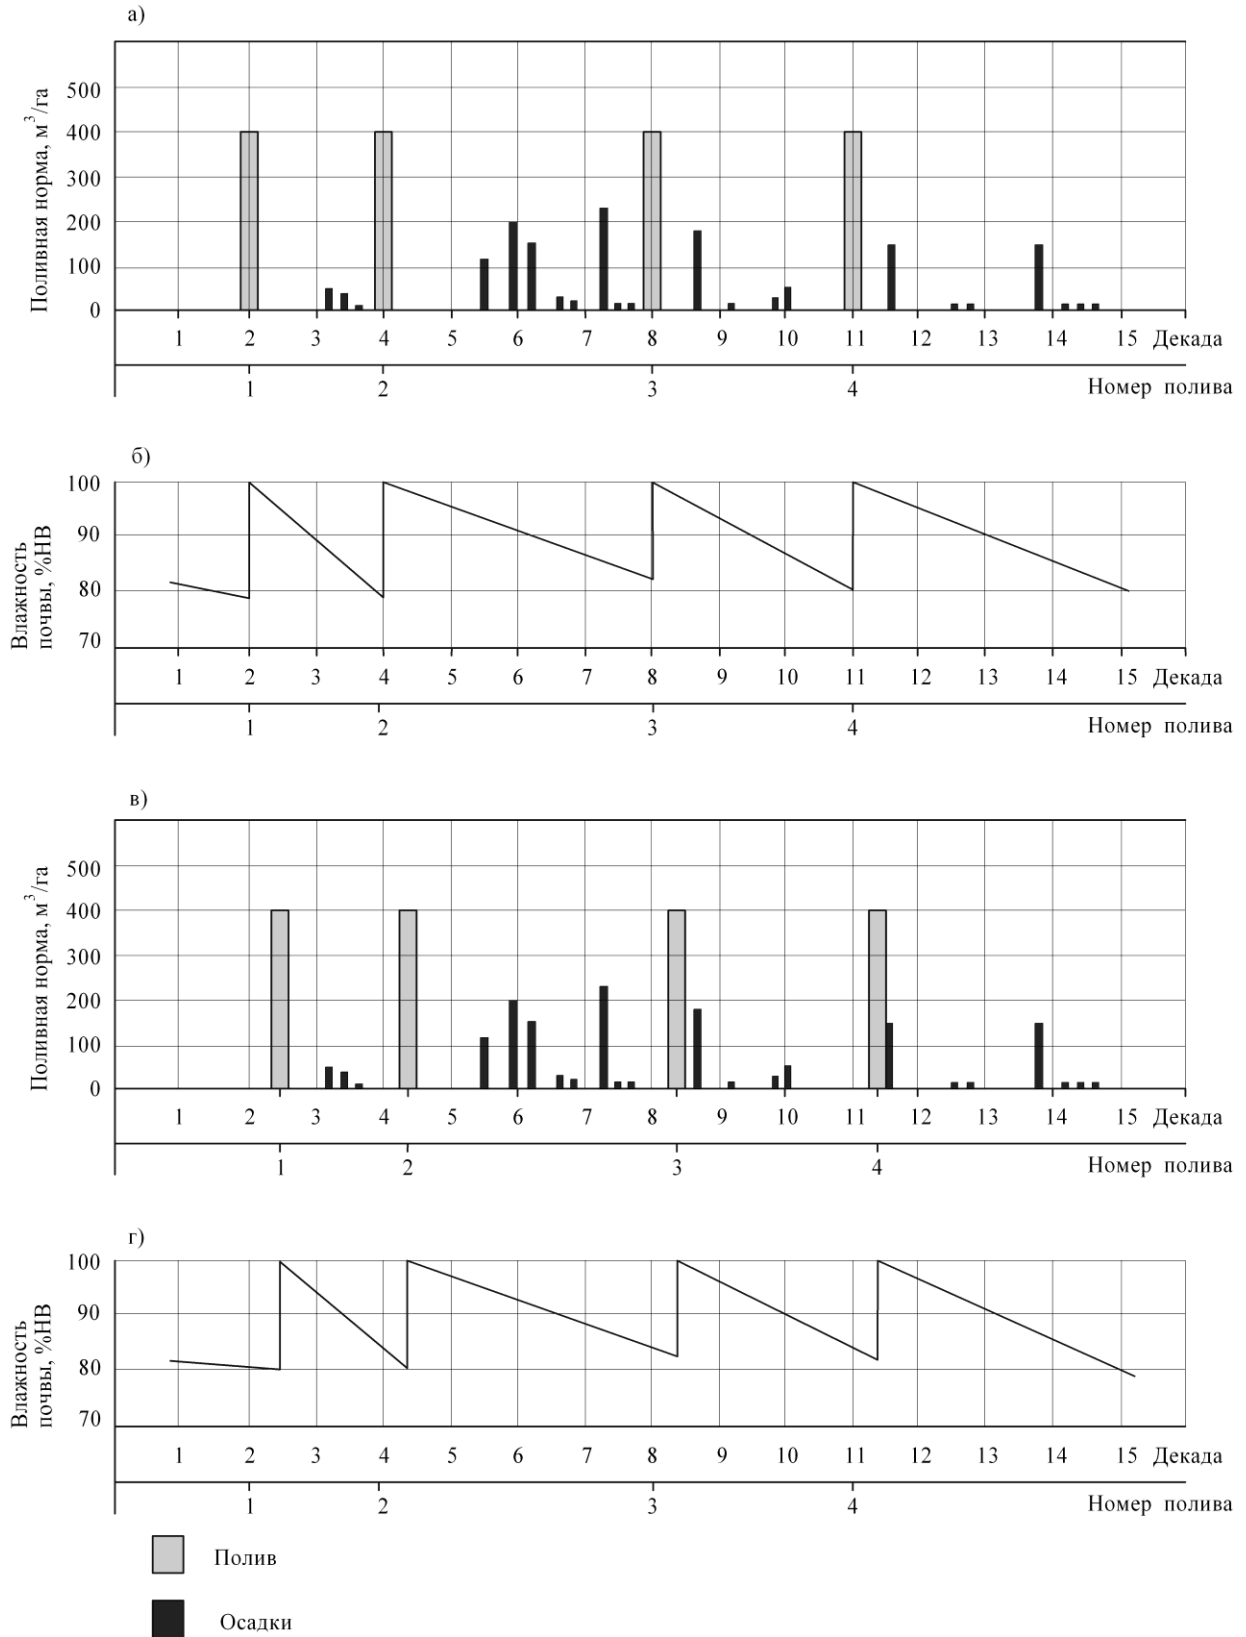 а)
Поливная норма, м³/га
500
400
300
200
100
0
1 2 3 4 5 6 7 8 9 10 11 12 13 14 15 Декада
1 2 3 4 Номер полива
б)
Влажность
почвы, %НВ
100
90
80
70
1 2 3 4 5 6 7 8 9 10 11 12 13 14 15 Декада
1 2 3 4 Номер полива
в)
Поливная норма, м³/га
500
400
300
200
100
0
1 2 3 4 5 6 7 8 9 10 11 12 13 14 15 Декада
1 2 3 4 Номер полива
г)
Влажность
почвы, %НВ
100
90
80
70
1 2 3 4 5 6 7 8 9 10 11 12 13 14 15 Декада
1 2 3 4 Номер полива
Полив
Осадки